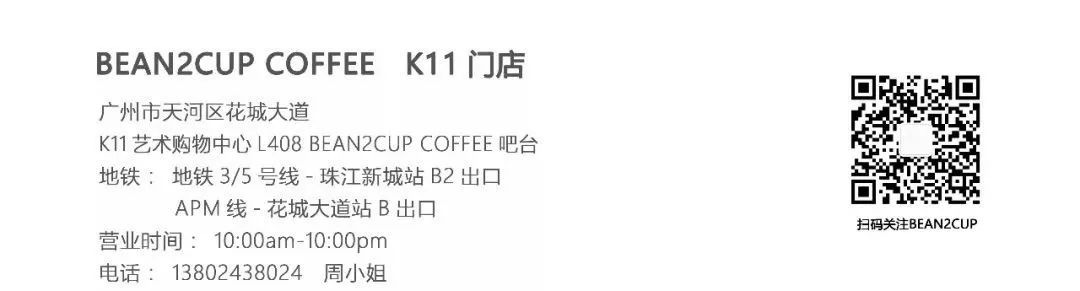 BEAN2CUP COFFEE K11 门店
广州市天河区花城大道
K11 艺术购物中心 L408 BEAN2CUP COFFEE 吧台
地铁： 地铁 3/5 号线 - 珠江新城站 B2 出口
APM 线 - 花城大道站 B 出口
营业时间： 10:00am-10:00pm
电话： 13802438024 周小姐
扫码关注BEAN2CUP